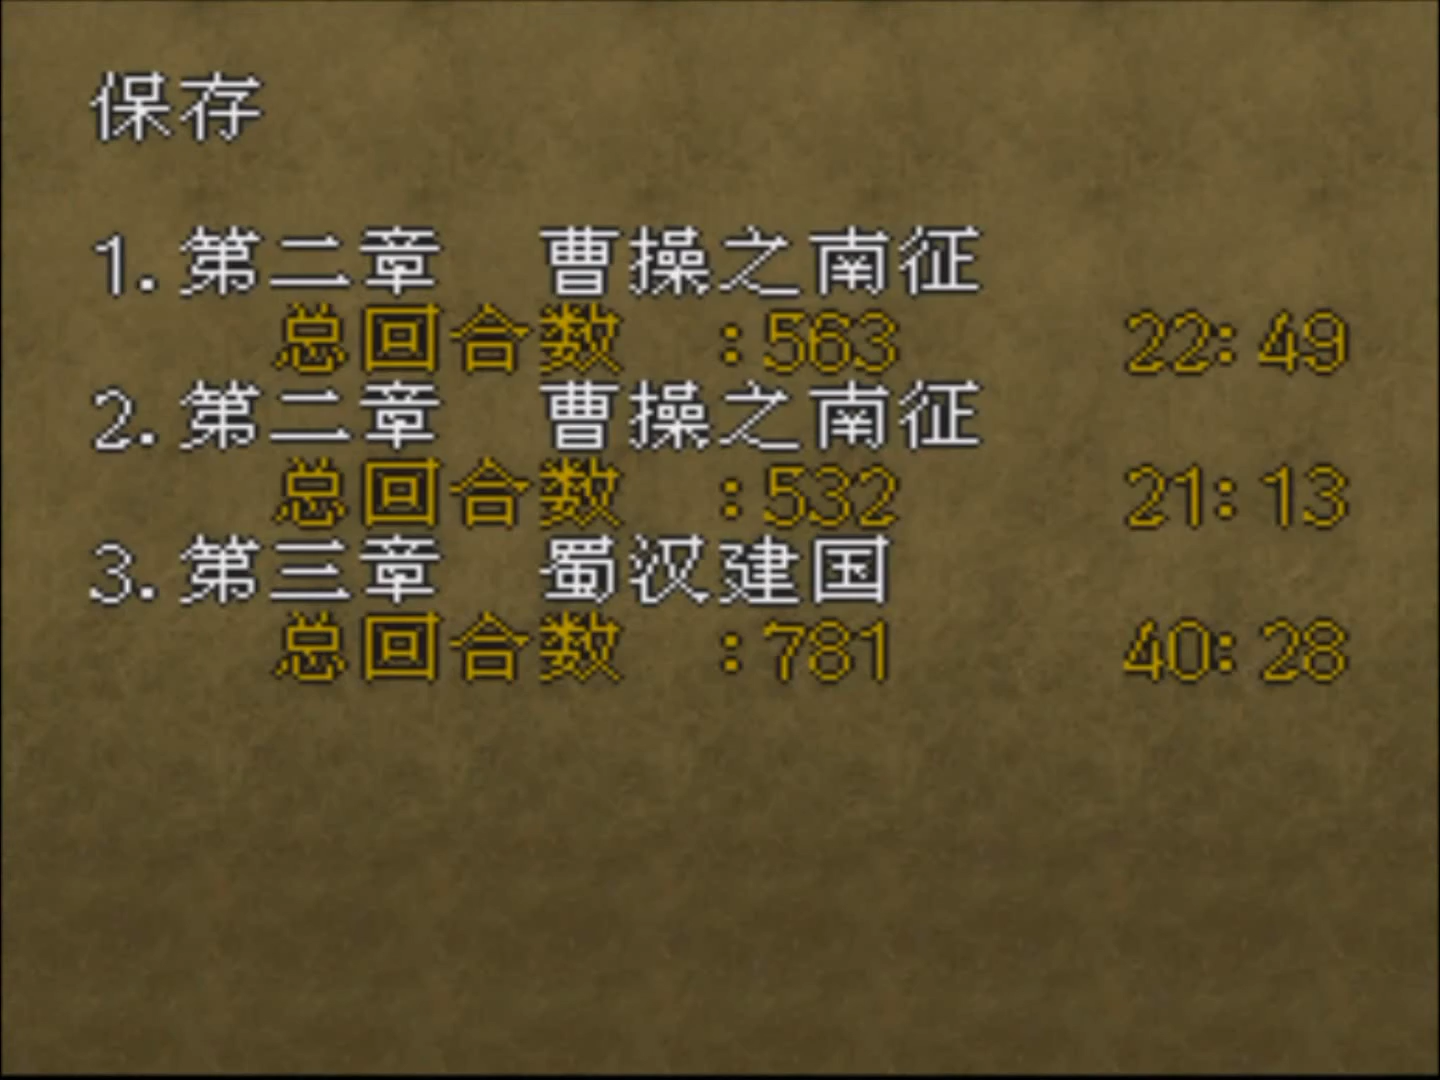 保存
1.第二章　曹操之南征
总回合数　:563　22:49
2.第二章　曹操之南征
总回合数　:532　21:13
3.第三章　蜀汉建国
总回合数　:781　40:28